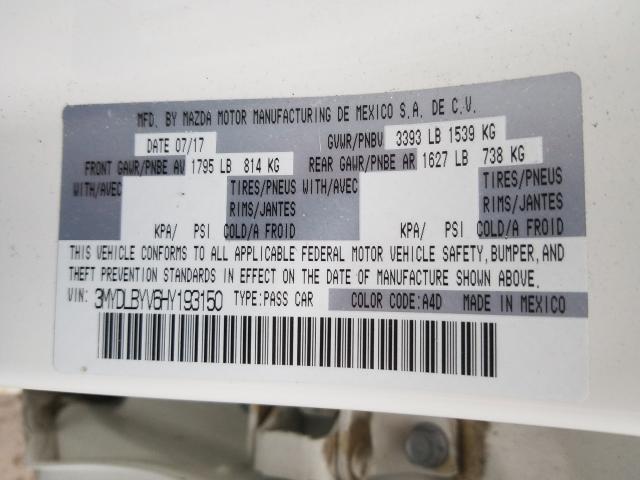 MFD. BY MAZDA MOTOR MANUFACTURING DE MEXICO S.A. DE C.V.
DATE 07/17 GVWR/PNBV 3393 LB 1539 KG
FRONT GAWR/PNBE AV 1795 LB 814 KG REAR GAWR/PNBE AR 1627 LB 738 KG
WITH/AVEC TIRES/PNEUS WITH/AVEC TIRES/PNEUS
RIMS/JANTES RIMS/JANTES
KPA/ PSI COLD/A FROID KPA/ PSI COLD/A FROID
THIS VEHICLE CONFORMS TO ALL APPLICABLE FEDERAL MOTOR VEHICLE SAFETY, BUMPER, AND
THEFT PREVENTION STANDARDS IN EFFECT ON THE DATE OF MANUFACTURE SHOWN ABOVE.
VIN: 3MYDLBYV6HY193150 TYPE:PASS CAR COLOR CODE:A4D MADE IN MEXICO